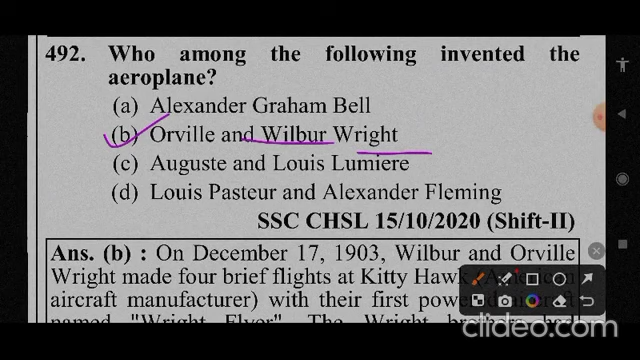 492. Who among the following invented the
aeroplane?
(a) Alexander Graham Bell
(b) Orville and Wilbur Wright
(c) Auguste and Louis Lumiere
(d) Louis Pasteur and Alexander Fleming
SSC CHSL 15/10/2020 (Shift-II)
Ans. (b) : On December 17, 1903, Wilbur and Orville
Wright made four brief flights at Kitty Hawk
aircraft manufacturer) with their first
named "Wright Flyer". The Wright brothers had
clideo.com